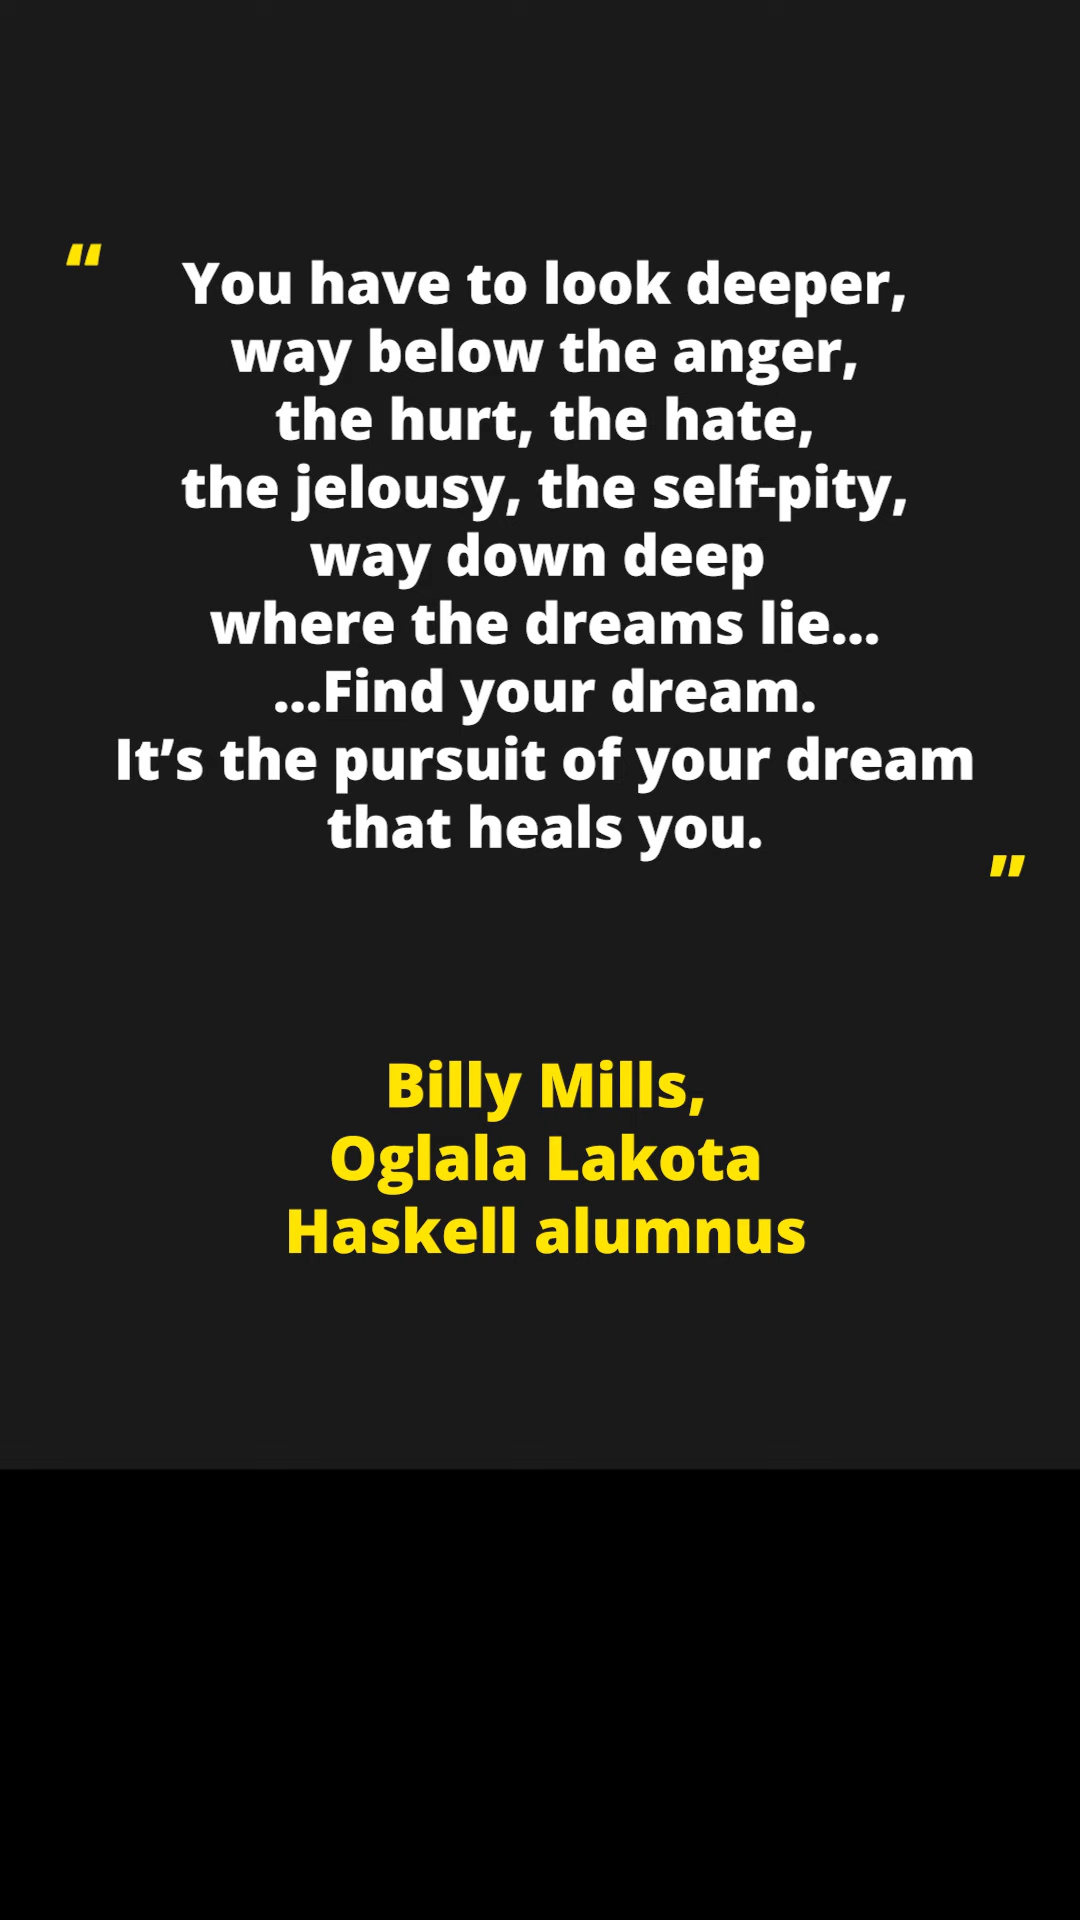 “
You have to look deeper,
way below the anger,
the hurt, the hate,
the jelousy, the self-pity,
way down deep
where the dreams lie...
...Find your dream.
It’s the pursuit of your dream
that heals you.
”
Billy Mills,
Oglala Lakota
Haskell alumnus